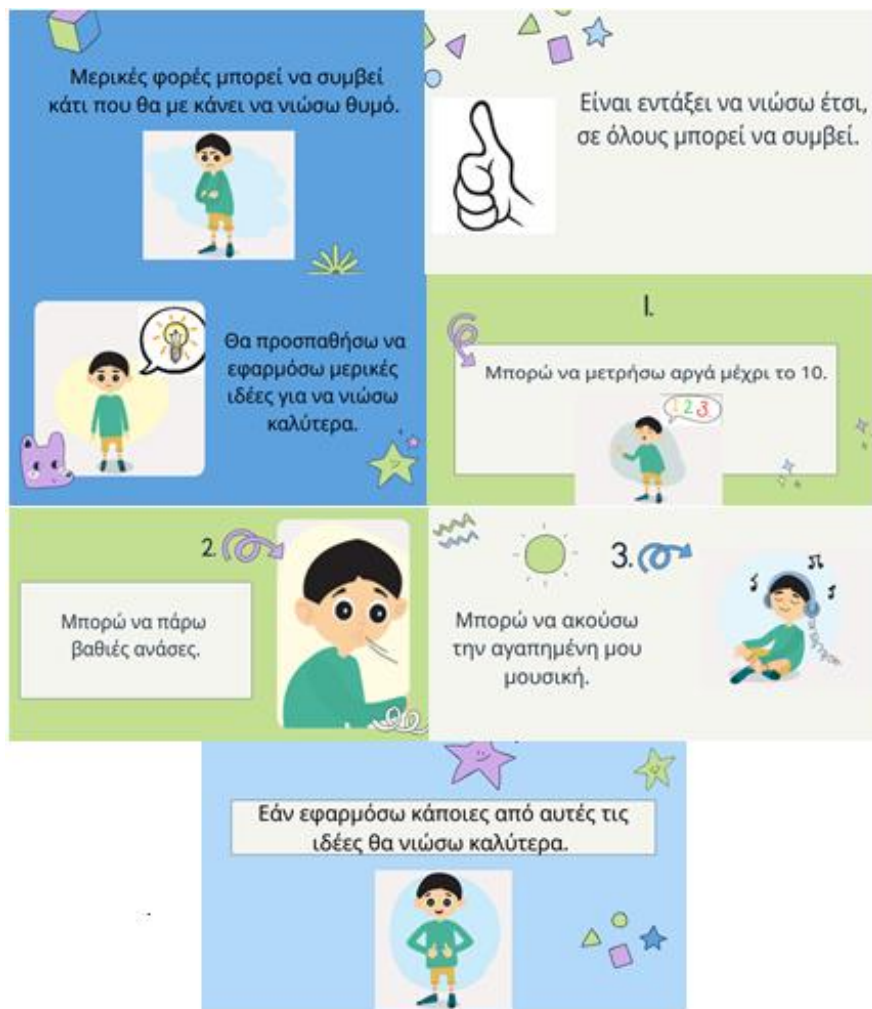 Μερικές φορές μπορεί να συμβεί
κάτι που θα με κάνει να νιώσω θυμό.
Είναι εντάξει να νιώσω έτσι,
σε όλους μπορεί να συμβεί.
Θα προσπαθήσω να
εφαρμόσω μερικές
ιδέες για να νιώσω
καλύτερα.
1.
Μπορώ να μετρήσω αργά μέχρι το 10.
1 2 3
2.
Μπορώ να πάρω
βαθιές ανάσες.
3.
Μπορώ να ακούσω
την αγαπημένη μου
μουσική.
Εάν εφαρμόσω κάποιες από αυτές τις
ιδέες θα νιώσω καλύτερα.